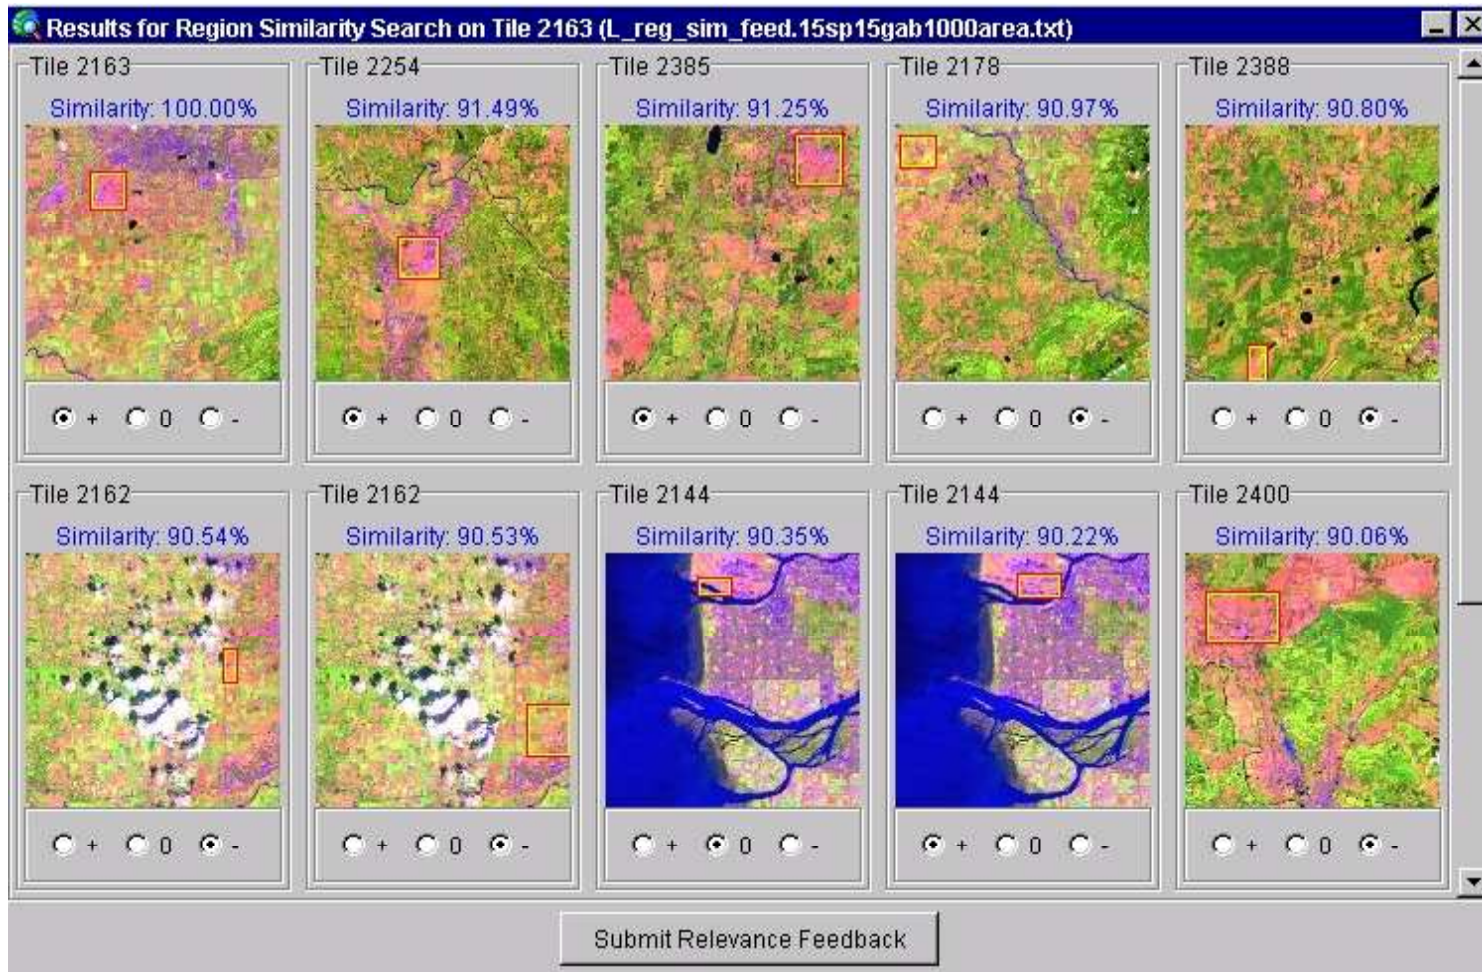 Results for Region Similarity Search on Tile 2163 (L_reg_sim_feed.15sp15gab1000area.txt)
Tile 2163 Tile 2254 Tile 2385 Tile 2178 Tile 2388
Similarity: 100.00% Similarity: 91.49% Similarity: 91.25% Similarity: 90.97% Similarity: 90.80%
+ 0 - + 0 - + 0 - + 0 - + 0 -
Tile 2162 Tile 2162 Tile 2144 Tile 2144 Tile 2400
Similarity: 90.54% Similarity: 90.53% Similarity: 90.35% Similarity: 90.22% Similarity: 90.06%
+ 0 - + 0 - + 0 - + 0 - + 0 -
Submit Relevance Feedback